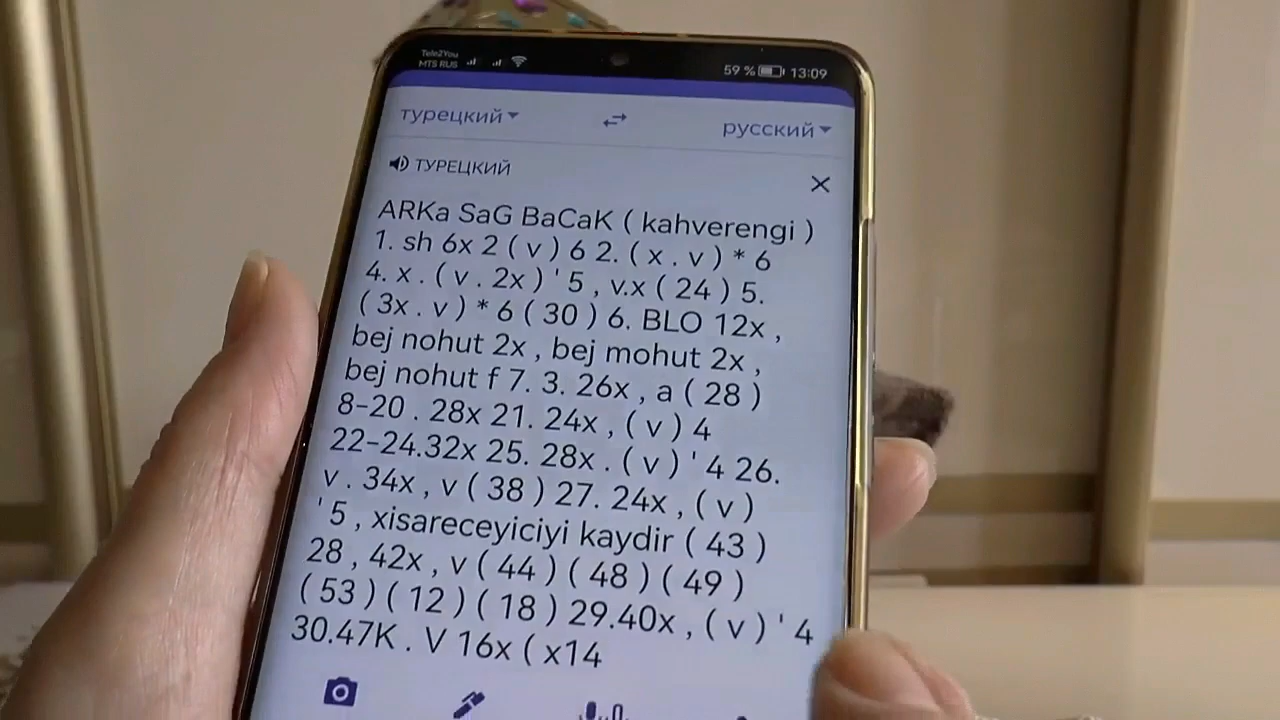 Tele2You
MTS RUS
59 % 13:09
турецкий
русский
ТУРЕЦКИЙ
ARKa SaG BaCaK ( kahverengi )
1. sh 6x 2 ( v ) 6 2. ( x . v ) * 6
4. x . ( v . 2x ) ' 5 , v.x ( 24 ) 5.
( 3x . v ) * 6 ( 30 ) 6. BLO 12x ,
bej nohut 2x , bej mohut 2x ,
bej nohut f 7. 3. 26x , a ( 28 )
8-20 . 28x 21. 24x , ( v ) 4
22-24.32x 25. 28x . ( v ) ' 4 26.
v . 34x , v ( 38 ) 27. 24x , ( v )
' 5 , xisareceyiciyi kaydir ( 43 )
28 , 42x , v ( 44 ) ( 48 ) ( 49 )
( 53 ) ( 12 ) ( 18 ) 29.40x , ( v ) ' 4
30.47K . V 16x ( x14